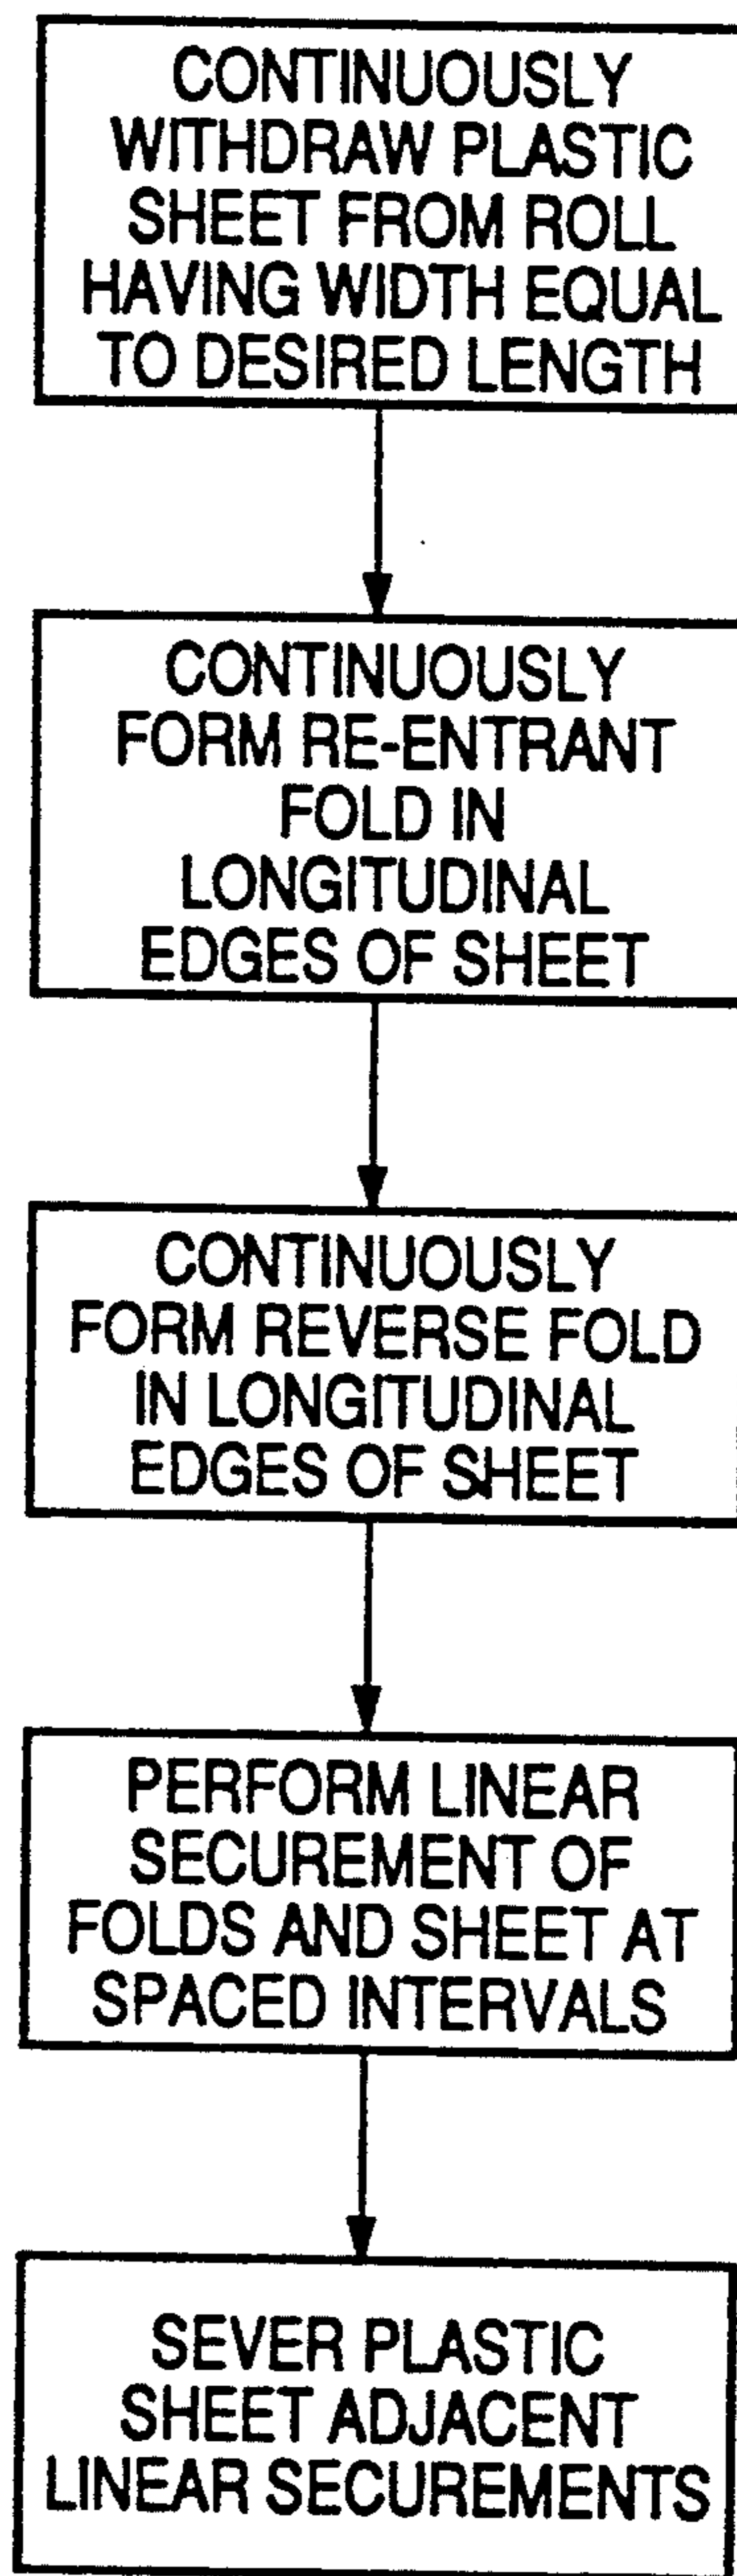 CONTINUOUSLY
WITHDRAW PLASTIC
SHEET FROM ROLL
HAVING WIDTH EQUAL
TO DESIRED LENGTH
CONTINUOUSLY
FORM RE-ENTRANT
FOLD IN
LONGITUDINAL
EDGES OF SHEET
CONTINUOUSLY
FORM REVERSE FOLD
IN LONGITUDINAL
EDGES OF SHEET
PERFORM LINEAR
SECUREMENT OF
FOLDS AND SHEET AT
SPACED INTERVALS
SEVER PLASTIC
SHEET ADJACENT
LINEAR SECUREMENTS